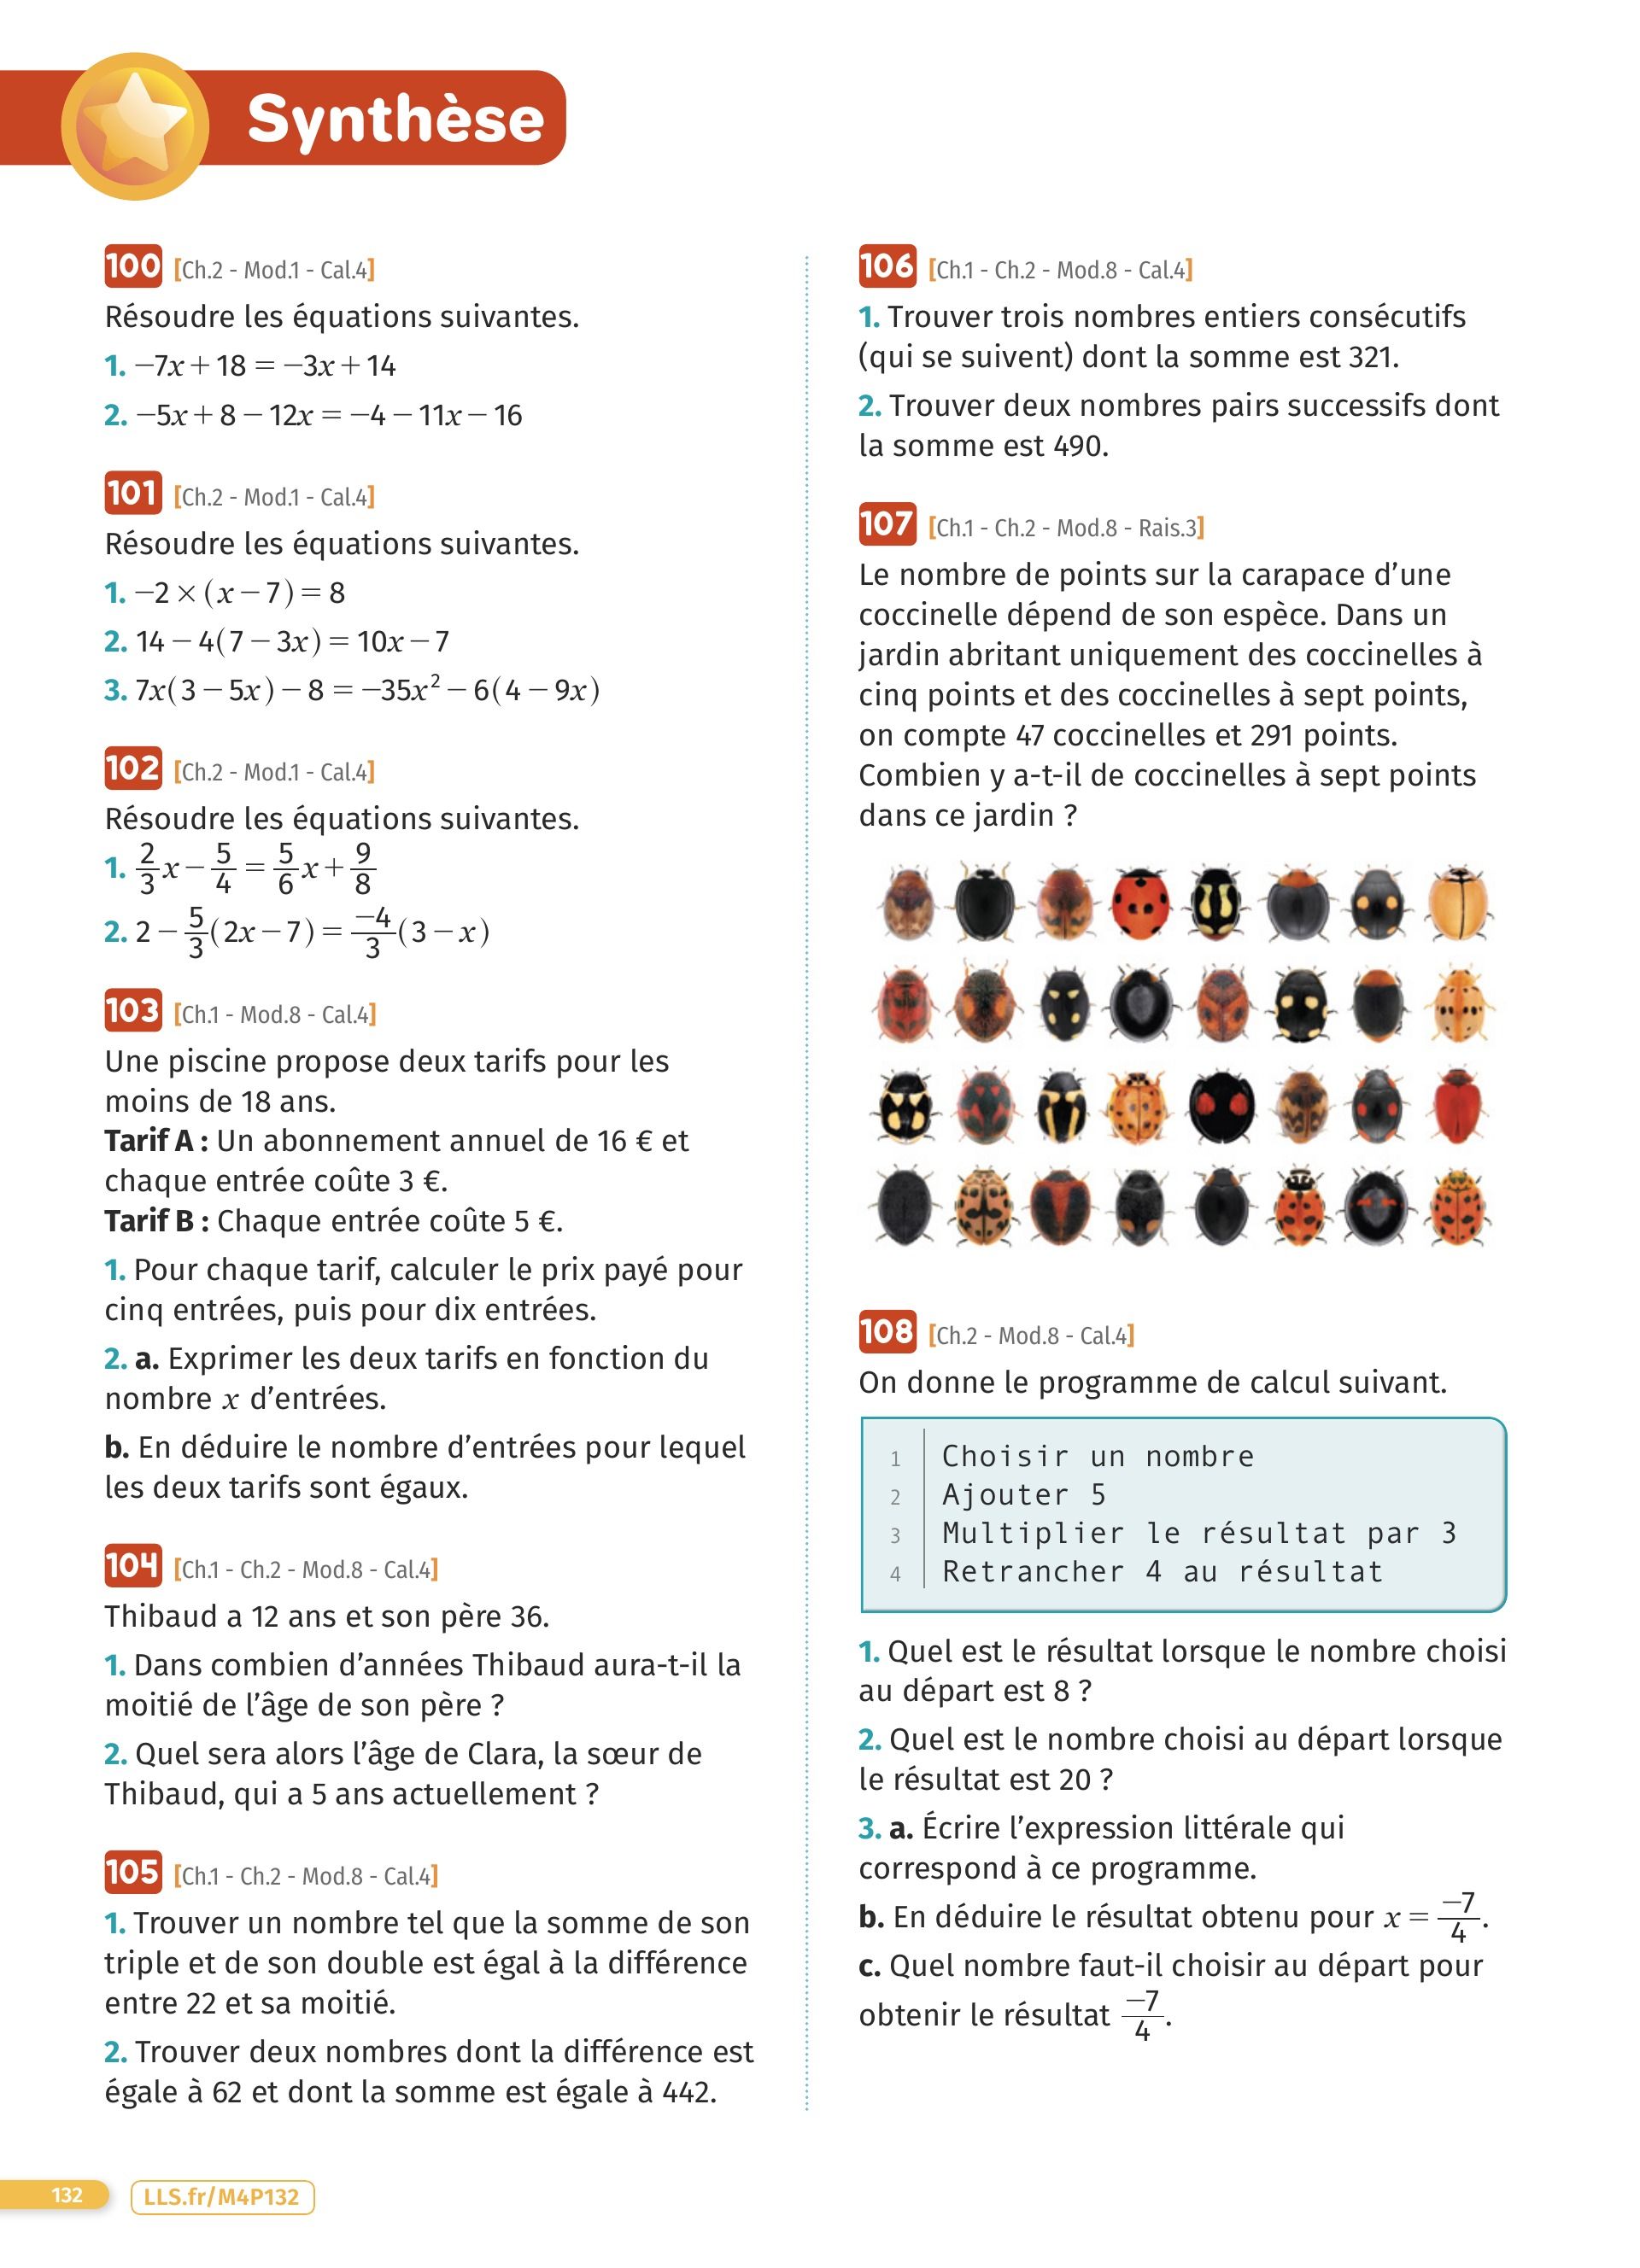 Synthèse
100 [Ch.2 - Mod.1 - Cal.4]
Résoudre les équations suivantes.
1. −7x + 18 = −3x + 14
2. −5x + 8 − 12x = −4 − 11x − 16
101 [Ch.2 - Mod.1 - Cal.4]
Résoudre les équations suivantes.
1. −2 × (x − 7) = 8
2. 14 − 4(7 − 3x) = 10x − 7
3. 7x(3 − 5x) − 8 = −35x² − 6(4 − 9x)
102 [Ch.2 - Mod.1 - Cal.4]
Résoudre les équations suivantes.
1. 2/3 x − 5/4 = 5/6 x + 9/8
2. 2 − 5/3 (2x − 7) = −4/3 (3 − x)
103 [Ch.1 - Mod.8 - Cal.4]
Une piscine propose deux tarifs pour les
moins de 18 ans.
Tarif A : Un abonnement annuel de 16 € et
chaque entrée coûte 3 €.
Tarif B : Chaque entrée coûte 5 €.
1. Pour chaque tarif, calculer le prix payé pour
cinq entrées, puis pour dix entrées.
2. a. Exprimer les deux tarifs en fonction du
nombre x d’entrées.
b. En déduire le nombre d’entrées pour lequel
les deux tarifs sont égaux.
104 [Ch.1 - Ch.2 - Mod.8 - Cal.4]
Thibaud a 12 ans et son père 36.
1. Dans combien d’années Thibaud aura-t-il la
moitié de l’âge de son père ?
2. Quel sera alors l’âge de Clara, la sœur de
Thibaud, qui a 5 ans actuellement ?
105 [Ch.1 - Ch.2 - Mod.8 - Cal.4]
1. Trouver un nombre tel que la somme de son
triple et de son double est égal à la différence
entre 22 et sa moitié.
2. Trouver deux nombres dont la différence est
égale à 62 et dont la somme est égale à 442.
106 [Ch.1 - Ch.2 - Mod.8 - Cal.4]
1. Trouver trois nombres entiers consécutifs
(qui se suivent) dont la somme est 321.
2. Trouver deux nombres pairs successifs dont
la somme est 490.
107 [Ch.1 - Ch.2 - Mod.8 - Rais.3]
Le nombre de points sur la carapace d’une
coccinelle dépend de son espèce. Dans un
jardin abritant uniquement des coccinelles à
cinq points et des coccinelles à sept points,
on compte 47 coccinelles et 291 points.
Combien y a-t-il de coccinelles à sept points
dans ce jardin ?
108 [Ch.2 - Mod.8 - Cal.4]
On donne le programme de calcul suivant.
1 Choisir un nombre
2 Ajouter 5
3 Multiplier le résultat par 3
4 Retrancher 4 au résultat
1. Quel est le résultat lorsque le nombre choisi
au départ est 8 ?
2. Quel est le nombre choisi au départ lorsque
le résultat est 20 ?
3. a. Écrire l’expression littérale qui
correspond à ce programme.
b. En déduire le résultat obtenu pour x = −7/4.
c. Quel nombre faut-il choisir au départ pour
obtenir le résultat −7/4.
132 LLS.fr/M4P132